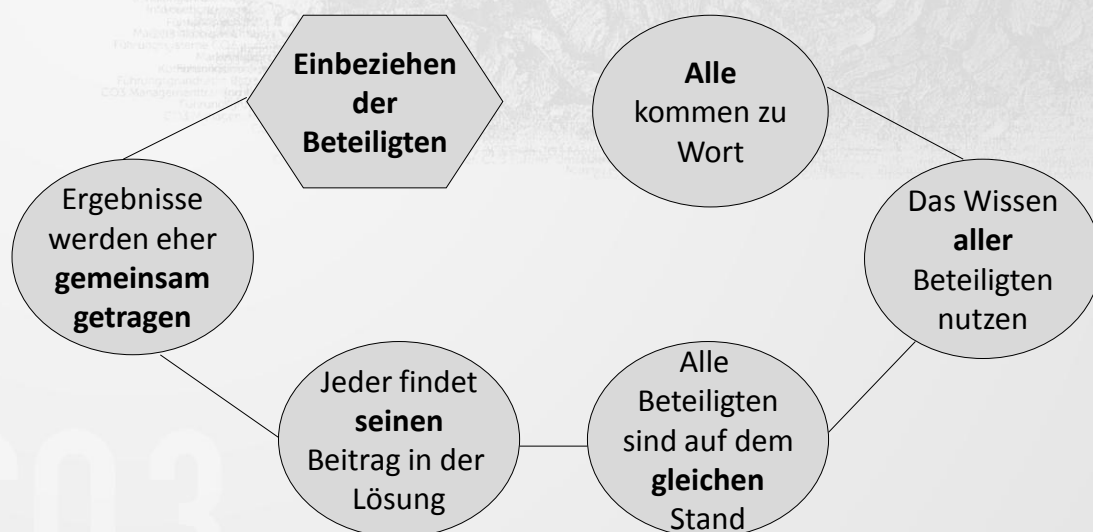 Einbeziehen
der
Beteiligten
Alle
kommen zu
Wort
Das Wissen
aller
Beteiligten
nutzen
Alle
Beteiligten
sind auf dem
gleichen
Stand
Jeder findet
seinen
Beitrag in der
Lösung
Ergebnisse
werden eher
gemeinsam
getragen
CO3